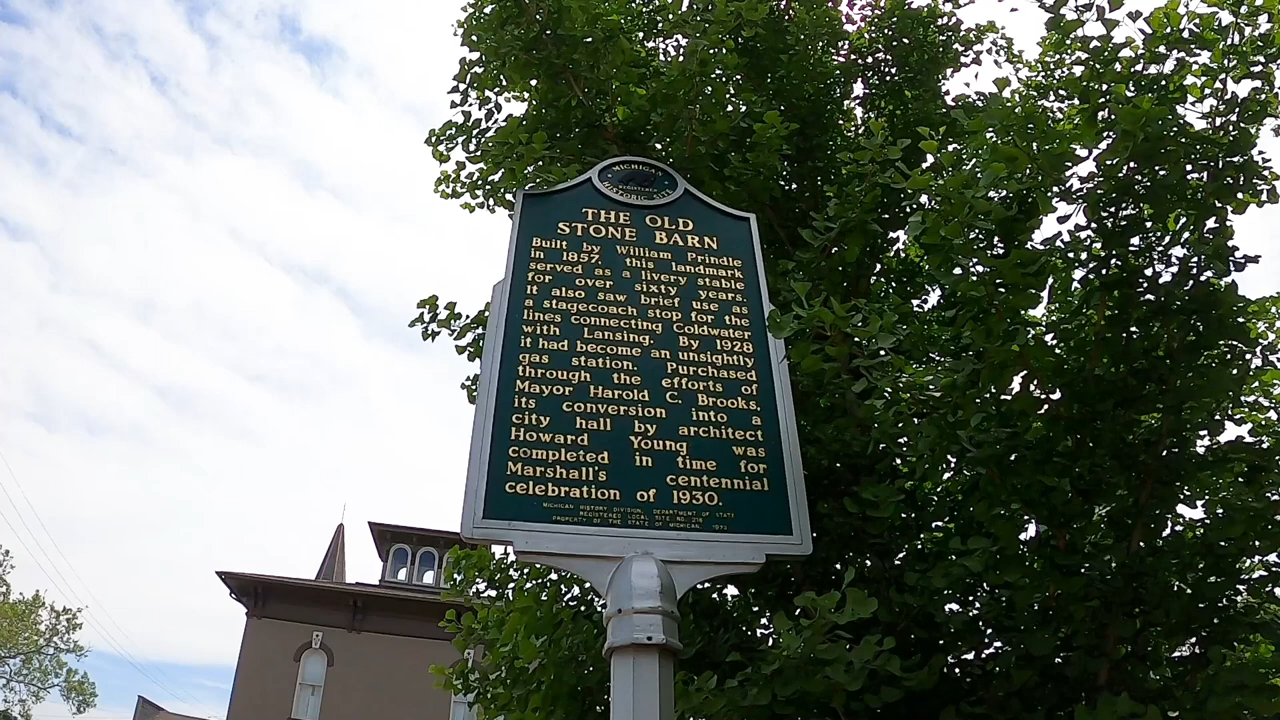 MICHIGAN
REGISTERED
HISTORIC SITE
THE OLD
STONE BARN
Built by William Prindle
in 1857, this landmark
served as a livery stable
for over sixty years.
It also saw brief use as
a stagecoach stop for the
lines connecting Coldwater
with Lansing. By 1928
it had become an unsightly
gas station. Purchased
through the efforts of
Mayor Harold C. Brooks,
its conversion into a
city hall by architect
Howard Young was
completed in time for
Marshall's centennial
celebration of 1930.
MICHIGAN HISTORY DIVISION, DEPARTMENT OF STATE
REGISTERED LOCAL SITE NO. 216
PROPERTY OF THE STATE OF MICHIGAN, 1973